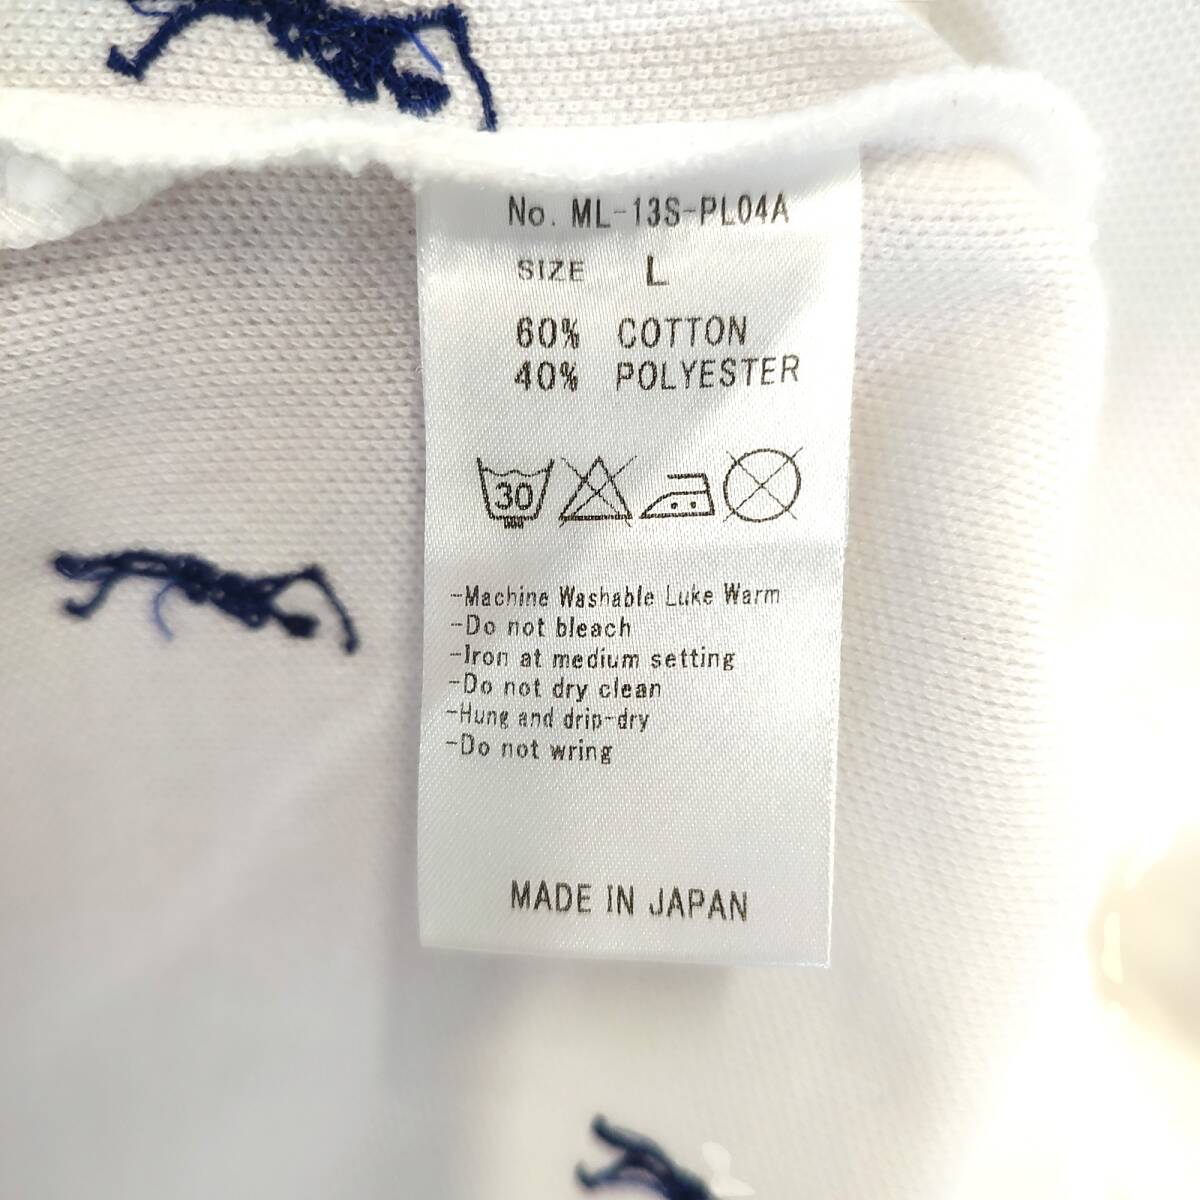 No. ML-13S-PL04A
SIZE L
60% COTTON
40% POLYESTER
30
-Machine Washable Luke Warm
-Do not bleach
-Iron at medium setting
-Do not dry clean
-Hung and drip-dry
-Do not wring
MADE IN JAPAN